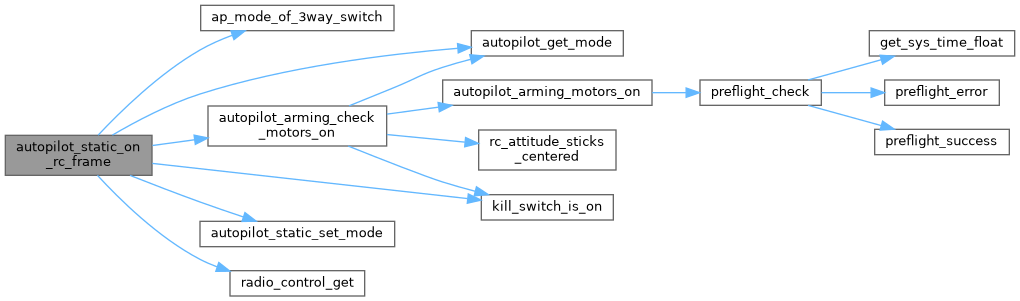 autopilot_static_on
_rc_frame
ap_mode_of_3way_switch
autopilot_get_mode
autopilot_arming_check
_motors_on
autopilot_arming_motors_on
preflight_check
get_sys_time_float
preflight_error
preflight_success
rc_attitude_sticks
_centered
kill_switch_is_on
autopilot_static_set_mode
radio_control_get